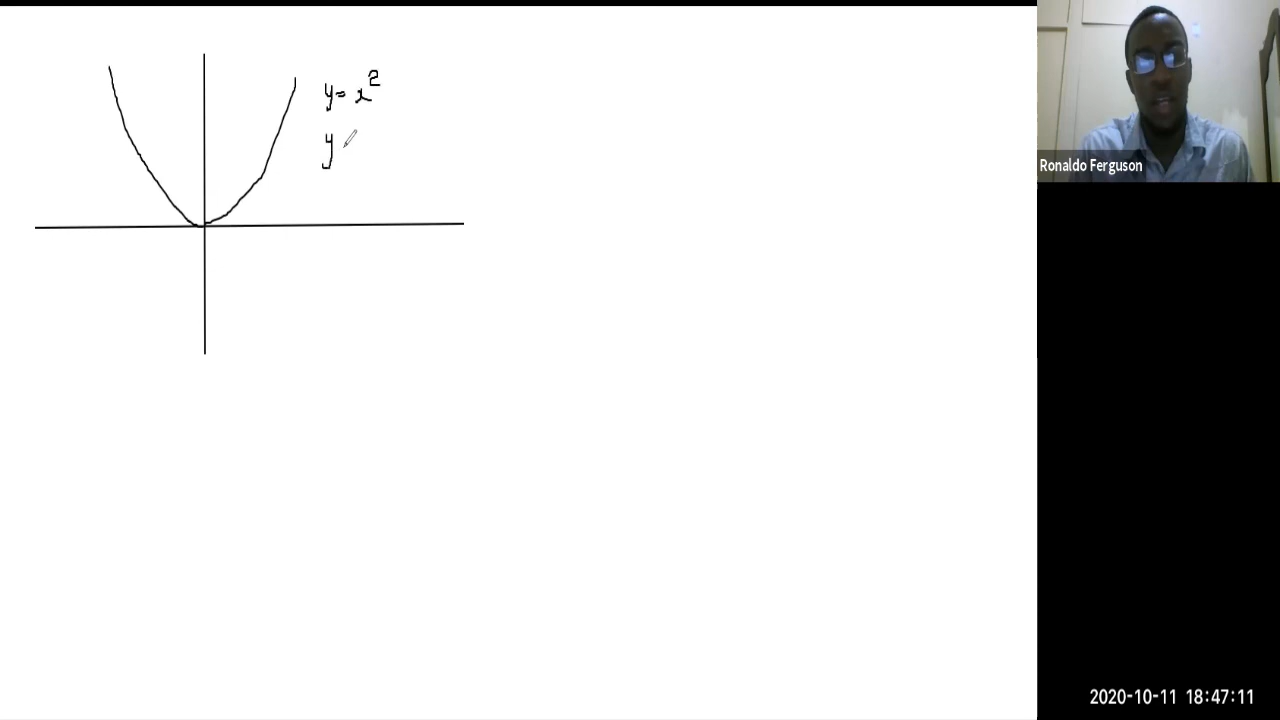 y = x²
y
Ronaldo Ferguson
2020-10-11 18:47:11